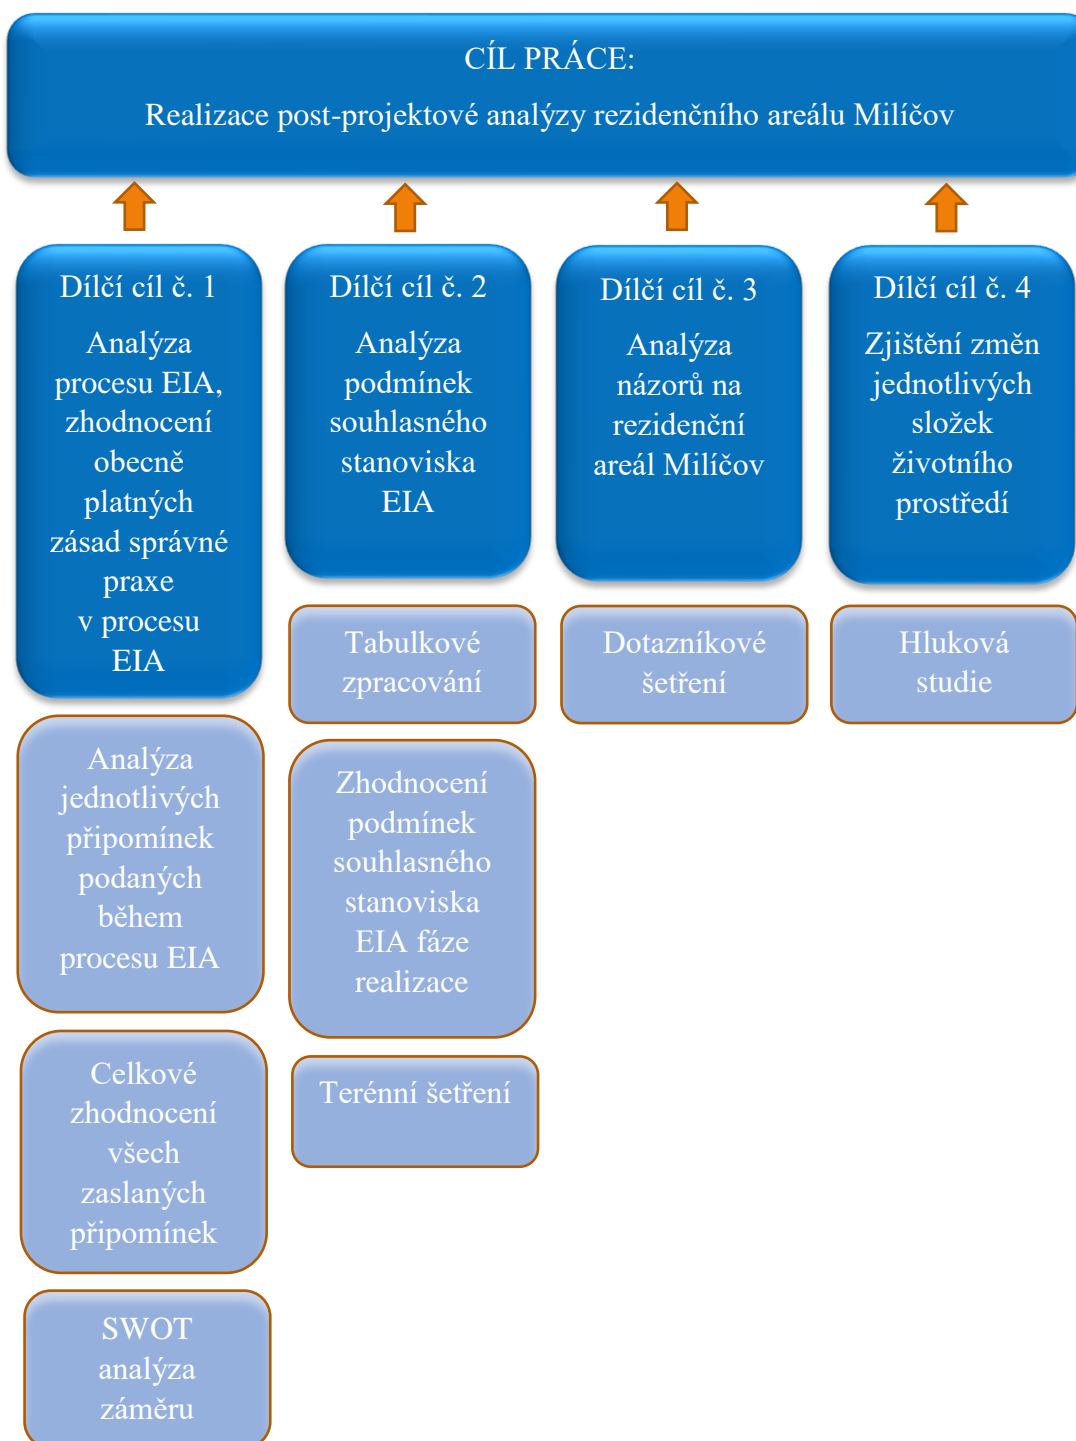 CÍL PRÁCE:
Realizace post-projektové analýzy rezidenčního areálu Milíčov
Dílčí cíl č. 1
Analýza
procesu EIA,
zhodnocení
obecně
platných
zásad správné
praxe
v procesu
EIA
Analýza
jednotlivých
připomínek
podaných
během
procesu EIA
Celkové
zhodnocení
všech
zaslaných
připomínek
SWOT
analýza
záměru
Dílčí cíl č. 2
Analýza
podmínek
souhlasného
stanoviska
EIA
Tabulkové
zpracování
Zhodnocení
podmínek
souhlasného
stanoviska
EIA fáze
realizace
Terénní šetření
Dílčí cíl č. 3
Analýza
názorů na
rezidenční
areál Milíčov
Dotazníkové
šetření
Dílčí cíl č. 4
Zjištění změn
jednotlivých
složek
životního
prostředí
Hluková
studie